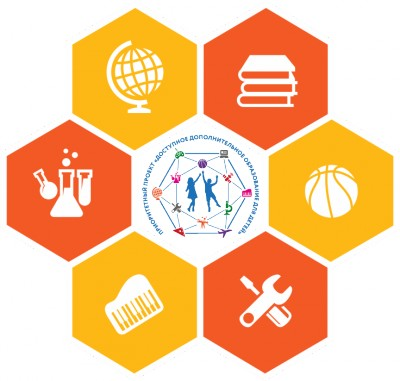 ПРИОРИТЕТНЫЙ ПРОЕКТ «ДОСТУПНОЕ ДОПОЛНИТЕЛЬНОЕ ОБРАЗОВАНИЕ ДЛЯ ДЕТЕЙ»